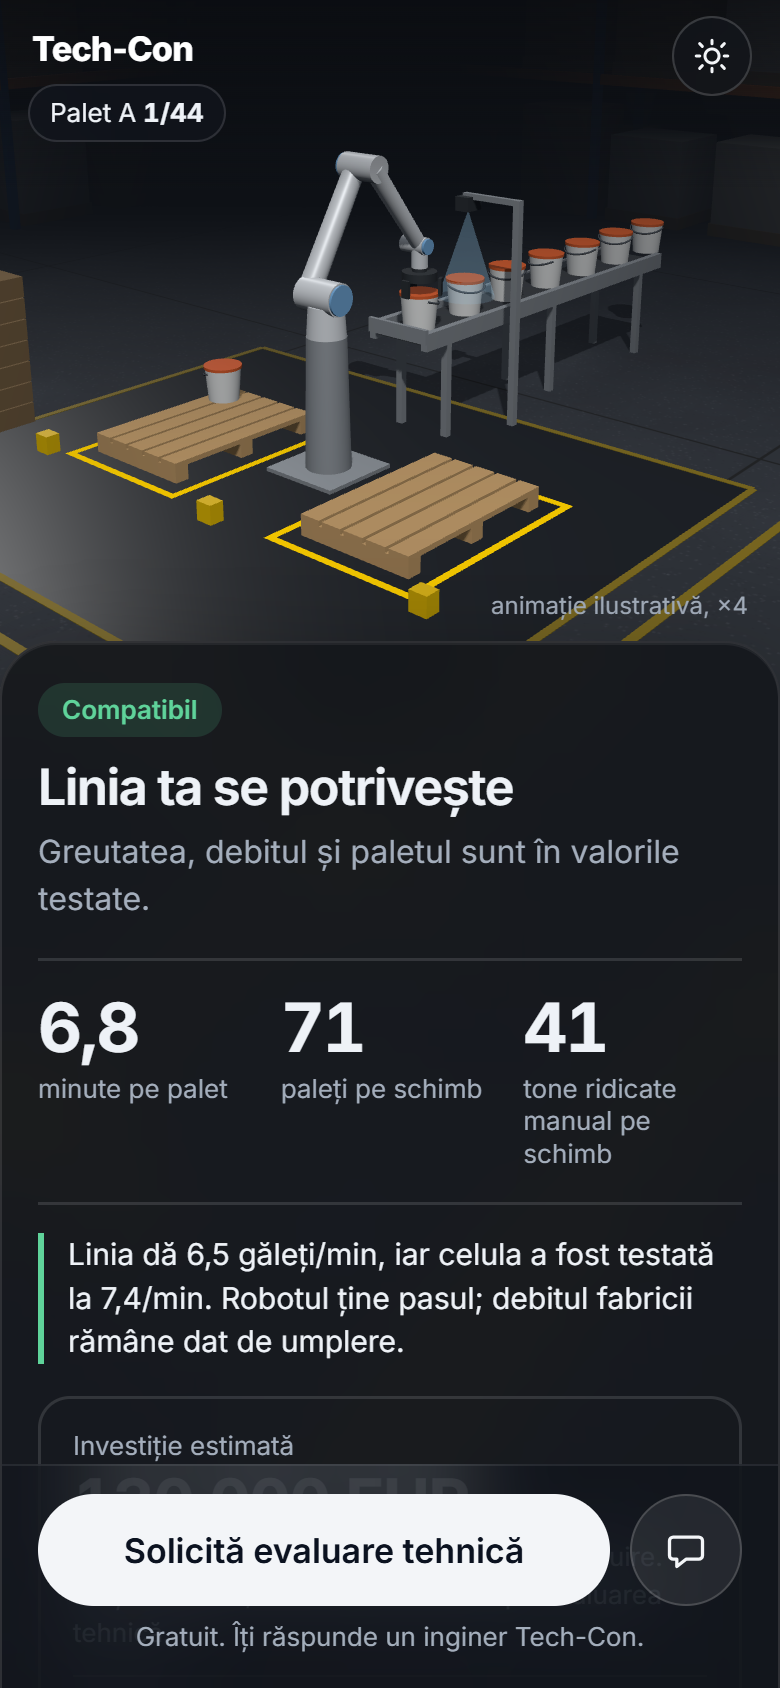 Tech-Con
Palet A 1/44
animație ilustrativă, ×4
Compatibil
Linia ta se potrivește
Greutatea, debitul și paletul sunt în valorile
testate.
6,8
minute pe palet
71
paleți pe schimb
41
tone ridicate
manual pe
schimb
Linia dă 6,5 găleți/min, iar celula a fost testată
la 7,4/min. Robotul ține pasul; debitul fabricii
rămâne dat de umplere.
Investiție estimată
Solicită evaluare tehnică
Gratuit. Îți răspunde un inginer Tech-Con.